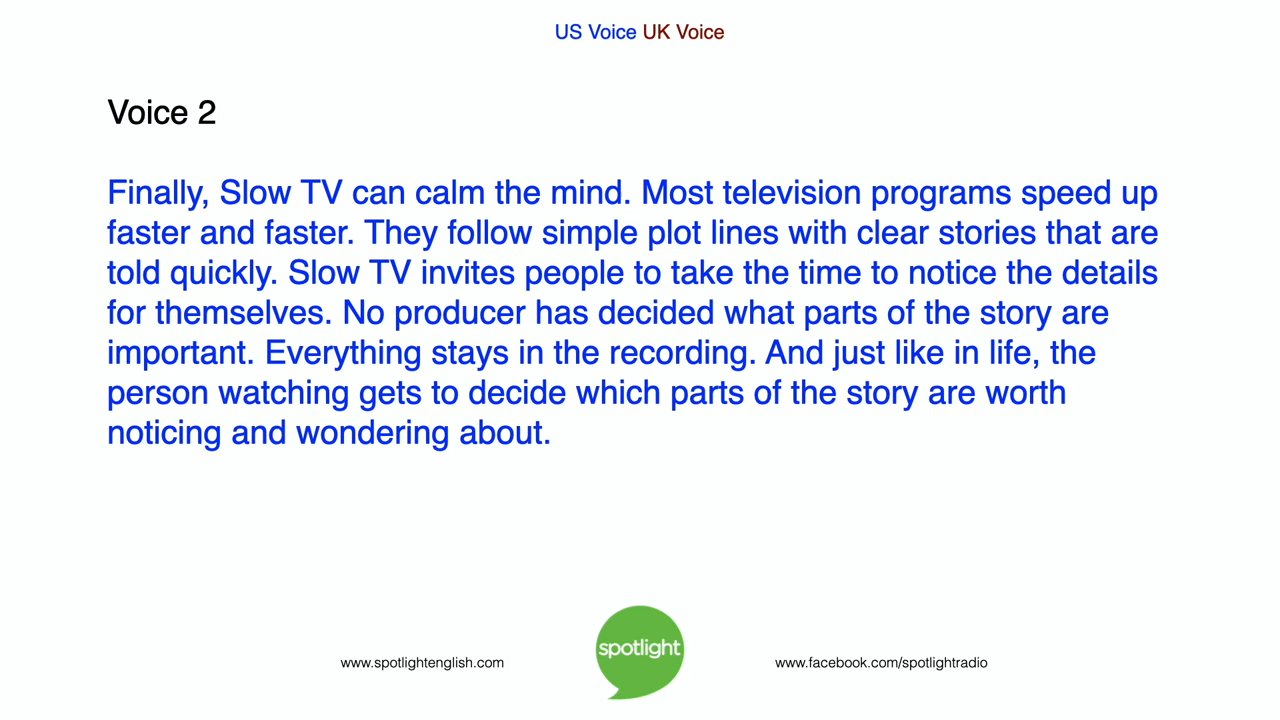 US Voice UK Voice
Voice 2
Finally, Slow TV can calm the mind. Most television programs speed up
faster and faster. They follow simple plot lines with clear stories that are
told quickly. Slow TV invites people to take the time to notice the details
for themselves. No producer has decided what parts of the story are
important. Everything stays in the recording. And just like in life, the
person watching gets to decide which parts of the story are worth
noticing and wondering about.
www.spotlightenglish.com
spotlight
www.facebook.com/spotlightradio